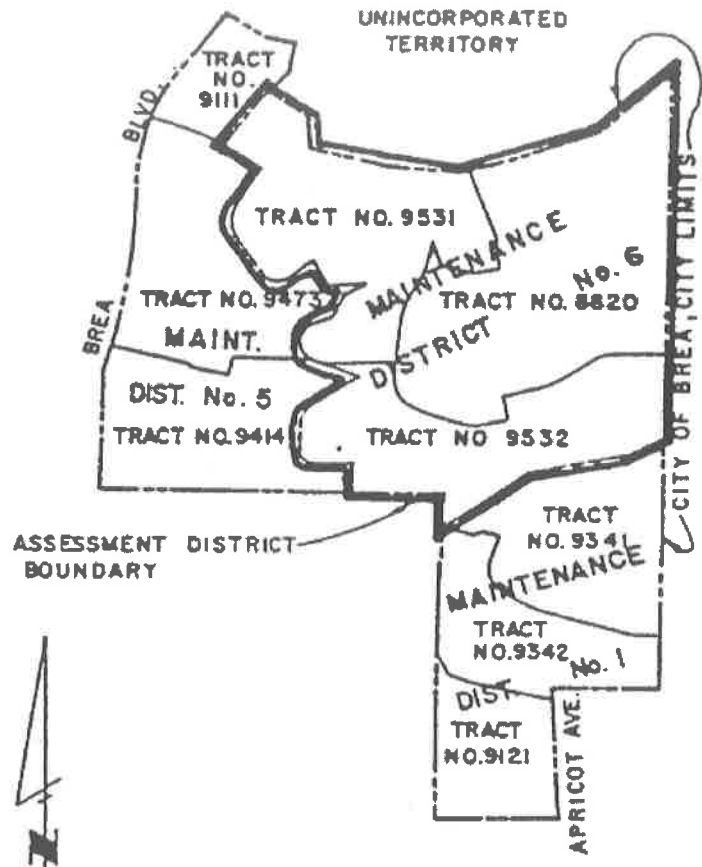 UNINCORPORATED
TERRITORY
TRACT
NO.
9111
BLVD.
BREA
TRACT NO. 9531
MAINTENANCE
DISTRICT
No. 6
TRACT NO. 8820
TRACT NO. 9473
MAINT.
DIST. No. 5
TRACT NO. 9414
TRACT NO 9532
CITY OF BREA, CITY LIMITS
ASSESSMENT DISTRICT
BOUNDARY
TRACT
NO. 9341
MAINTENANCE
TRACT
NO. 9342
DIST. No. 1
TRACT
NO. 9121
APRICOT AVE.
N